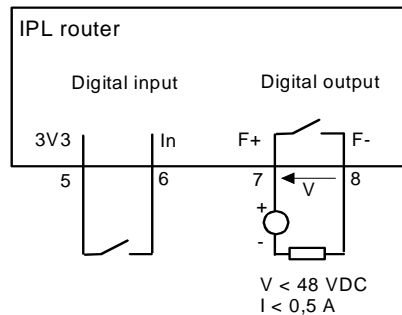 IPL router
Digital input
Digital output
3V3
In
F+
F-
5
6
7
V
8
+
-
V < 48 VDC
I < 0,5 A